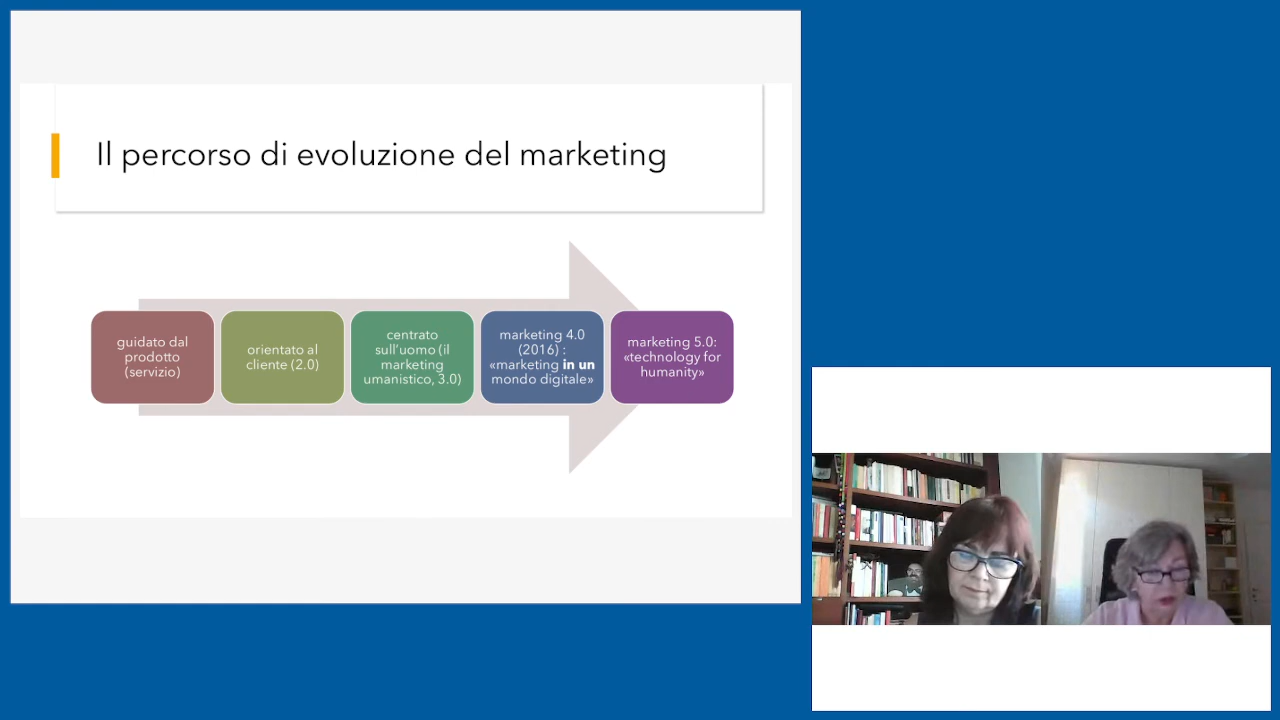 Il percorso di evoluzione del marketing
guidato dal
prodotto
(servizio)
orientato al
cliente (2.0)
centrato
sull'uomo (il
marketing
umanistico, 3.0)
marketing 4.0
(2016) :
«marketing in un
mondo digitale»
marketing 5.0:
«technology for
humanity»